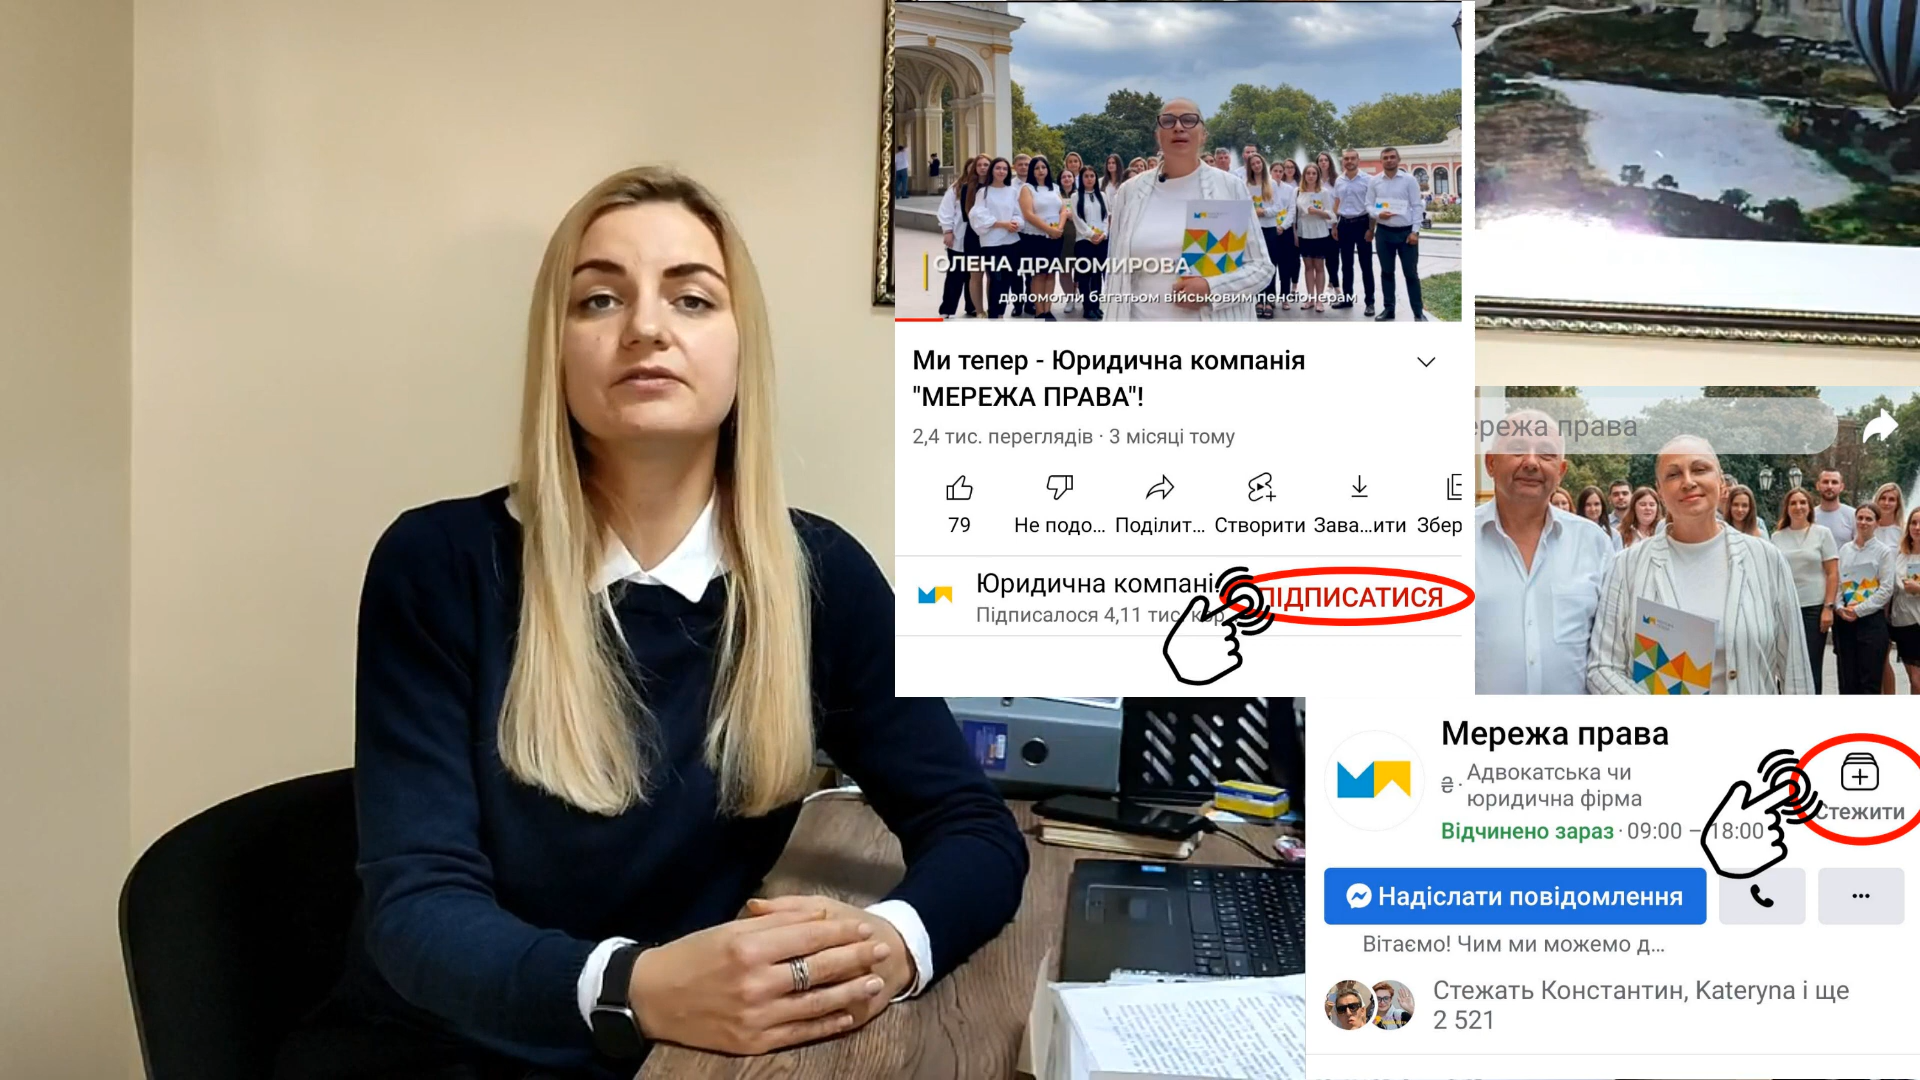 ОЛЕНА ДРАГОМИРОВА
допомогли багатьом військовим пенсіонерам
Ми тепер - Юридична компанія
"МЕРЕЖА ПРАВА"!
2,4 тис. переглядів · 3 місяці тому
79 Не подо... Поділит... Створити Зава...ити Збер
Юридична компані
ПІДПИСАТИСЯ
Підписалося 4,11 тис. кор
режа права
Мережа права
₴ · Адвокатська чи
юридична фірма
Стежити
Відчинено зараз · 09:00 – 18:00
Надіслати повідомлення
Вітаємо! Чим ми можемо д...
Стежать Константин, Kateryna і ще
2 521